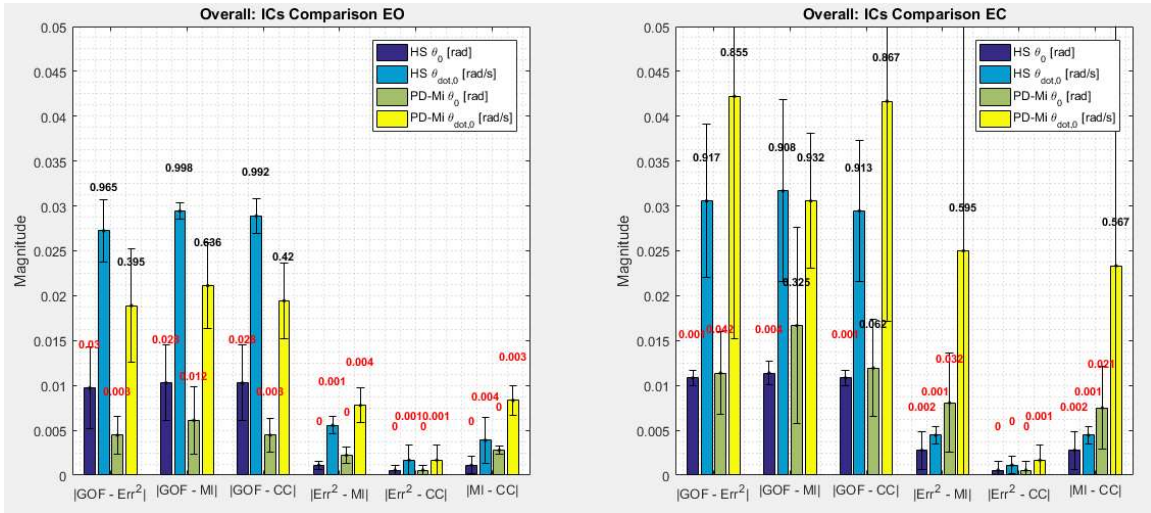 Overall: ICs Comparison EO
0.05
0.045
0.04
0.035
0.03
0.025
0.02
0.015
0.01
0.005
0
Magnitude
HS θ0 [rad]
HS θdot,0 [rad/s]
PD-Mi θ0 [rad]
PD-Mi θdot,0 [rad/s]
0.03
0.965
0.003
0.395
0.023
0.998
0.012
0.636
0.992
0.003
0.42
0
0.001
0
0.004
0
0.001
0
0.001
0
0.004
0
0.003
|GOF - Err²|
|GOF - MI|
|GOF - CC|
|Err² - MI|
|Err² - CC|
|MI - CC|
Overall: ICs Comparison EC
0.05
0.045
0.04
0.035
0.03
0.025
0.02
0.015
0.01
0.005
0
Magnitude
HS θ0 [rad]
HS θdot,0 [rad/s]
PD-Mi θ0 [rad]
PD-Mi θdot,0 [rad/s]
0.917
0.042
0.855
0.004
0.908
0.325
0.932
0.001
0.913
0.062
0.867
0.002
0.001
0.032
0.595
0
0
0
0.001
0.002
0.001
0.021
0.567
|GOF - Err²|
|GOF - MI|
|GOF - CC|
|Err² - MI|
|Err² - CC|
|MI - CC|